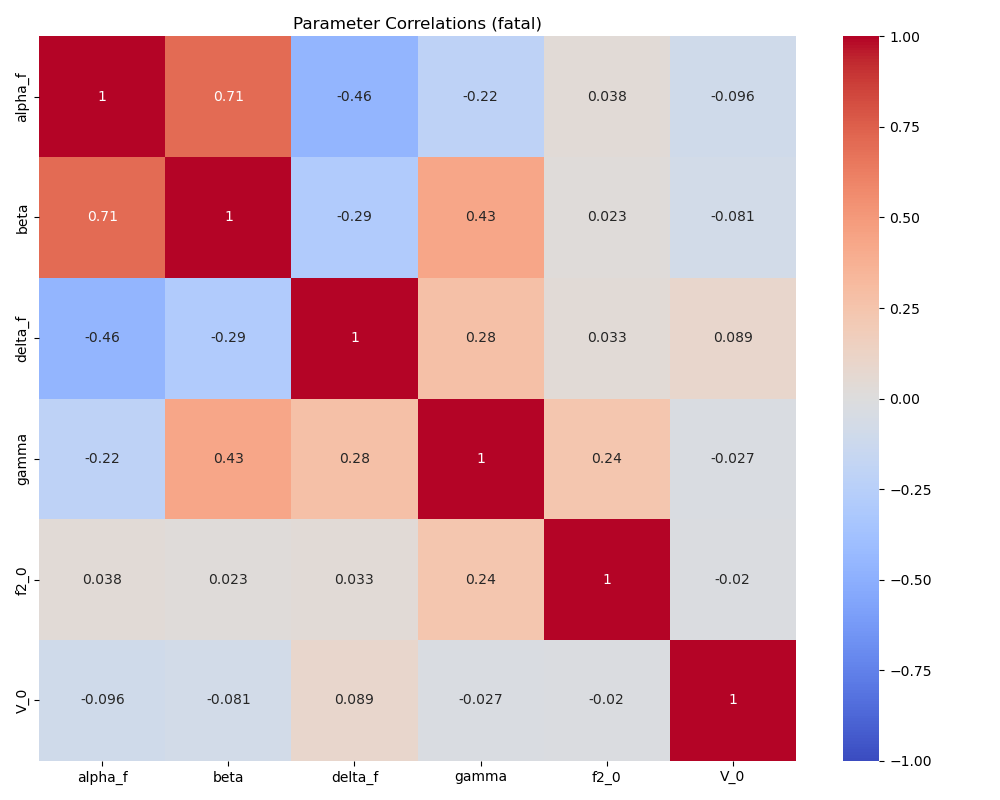 Parameter Correlations (fatal)
alpha_f 1 0.71 -0.46 -0.22 0.038 -0.096
beta 0.71 1 -0.29 0.43 0.023 -0.081
delta_f -0.46 -0.29 1 0.28 0.033 0.089
gamma -0.22 0.43 0.28 1 0.24 -0.027
f2_0 0.038 0.023 0.033 0.24 1 -0.02
V_0 -0.096 -0.081 0.089 -0.027 -0.02 1
alpha_f beta delta_f gamma f2_0 V_0
1.00
0.75
0.50
0.25
0.00
−0.25
−0.50
−0.75
−1.00